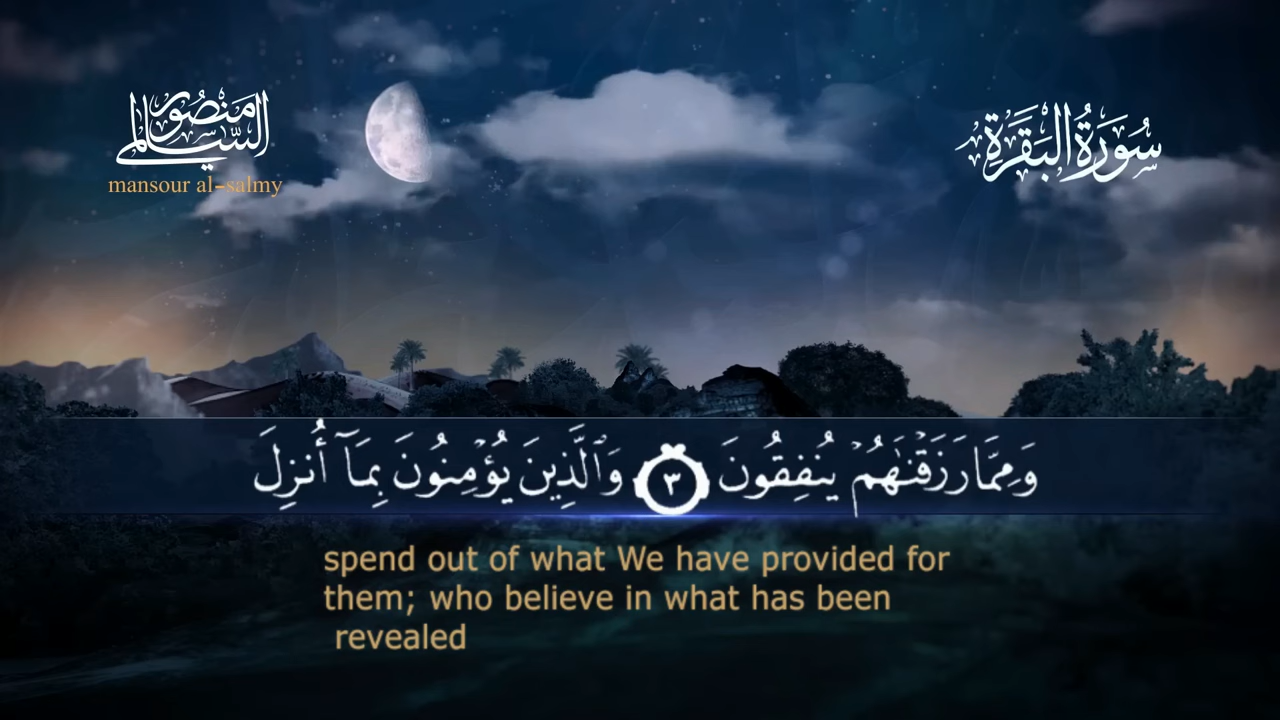 منصور السالمي
mansour al-salmy
سُورَةُ البَقَرَةِ
وَمِمَّا رَزَقْنَٰهُمْ يُنفِقُونَ ٣ وَٱلَّذِينَ يُؤْمِنُونَ بِمَآ أُنزِلَ
spend out of what We have provided for
them; who believe in what has been
revealed